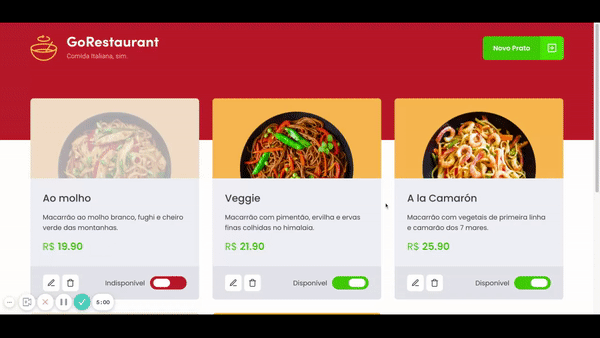 GoRestaurant
Comida Italiana, sim.
Novo Prato
Ao molho
Macarrão ao molho branco, fughi e cheiro
verde das montanhas.
R$ 19.90
Indisponível
Veggie
Macarrão com pimentão, ervilha e ervas
finas colhidas no himalaia.
R$ 21.90
Disponível
A la Camarón
Macarrão com vegetais de primeira linha
e camarão dos 7 mares.
R$ 25.90
Disponível
5:00